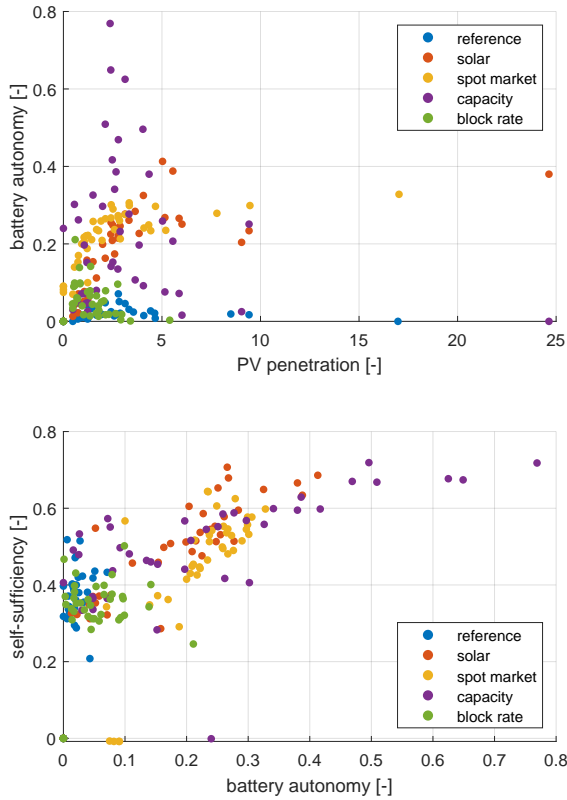 0.8
0.6
0.4
0.2
0
battery autonomy [-]
0 5 10 15 20 25
PV penetration [-]
reference
solar
spot market
capacity
block rate
0.8
0.6
0.4
0.2
0
self-sufficiency [-]
0 0.1 0.2 0.3 0.4 0.5 0.6 0.7 0.8
battery autonomy [-]
reference
solar
spot market
capacity
block rate